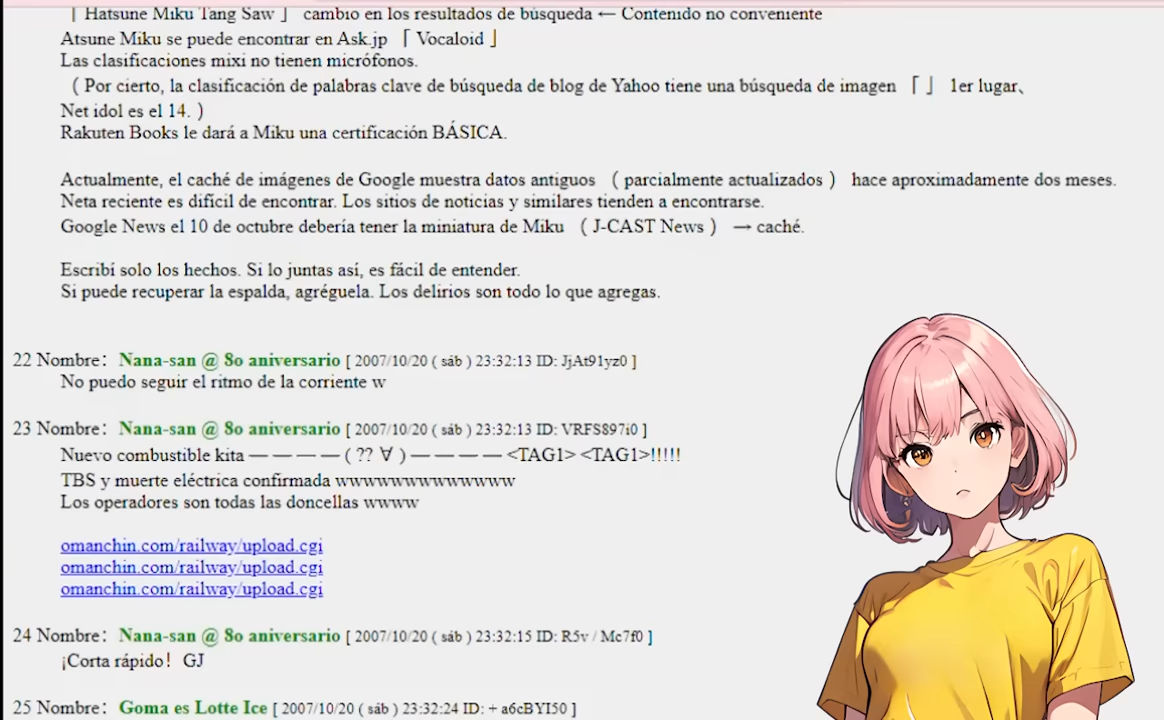 「 Hatsune Miku Tang Saw 」 cambio en los resultados de búsqueda ← Contenido no conveniente
Atsune Miku se puede encontrar en Ask.jp 「 Vocaloid 」
Las clasificaciones mixi no tienen micrófonos.
( Por cierto, la clasificación de palabras clave de búsqueda de blog de Yahoo tiene una búsqueda de imagen 「 」 1er lugar、
Net idol es el 14. )
Rakuten Books le dará a Miku una certificación BÁSICA.
Actualmente, el caché de imágenes de Google muestra datos antiguos ( parcialmente actualizados ) hace aproximadamente dos meses.
Neta reciente es difícil de encontrar. Los sitios de noticias y similares tienden a encontrarse.
Google News el 10 de octubre debería tener la miniatura de Miku ( J-CAST News ) → caché.
Escribí solo los hechos. Si lo juntas así, es fácil de entender.
Si puede recuperar la espalda, agréguela. Los delirios son todo lo que agregas.
22 Nombre： Nana-san @ 8o aniversario [ 2007/10/20 ( sáb ) 23:32:13 ID: JjAt91yz0 ]
No puedo seguir el ritmo de la corriente w
23 Nombre： Nana-san @ 8o aniversario [ 2007/10/20 ( sáb ) 23:32:13 ID: VRFS897i0 ]
Nuevo combustible kita — — — — ( ?? ∀ ) — — — — <TAG1> <TAG1>!!!!!
TBS y muerte eléctrica confirmada wwwwwwwwwwwww
Los operadores son todas las doncellas wwww
omanchin.com/railway/upload.cgi
omanchin.com/railway/upload.cgi
omanchin.com/railway/upload.cgi
24 Nombre： Nana-san @ 8o aniversario [ 2007/10/20 ( sáb ) 23:32:15 ID: R5v / Mc7f0 ]
¡Corta rápido！ GJ
25 Nombre： Goma es Lotte Ice [ 2007/10/20 ( sáb ) 23:32:24 ID: + a6cBYI50 ]